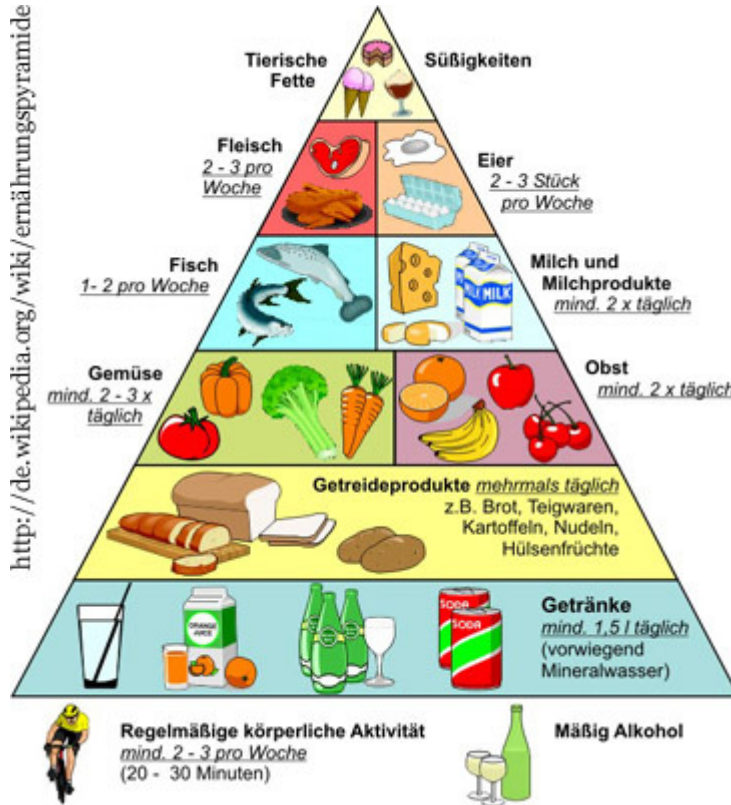 http://de.wikipedia.org/wiki/ernährungspyramide
Tierische
Fette
Süßigkeiten
Fleisch
2 - 3 pro
Woche
Eier
2 - 3 Stück
pro Woche
Fisch
1- 2 pro Woche
Milch und
Milchprodukte
mind. 2 x täglich
MILK
MILK
Gemüse
mind. 2 - 3 x
täglich
Obst
mind. 2 x täglich
Getreideprodukte mehrmals täglich
z.B. Brot, Teigwaren,
Kartoffeln, Nudeln,
Hülsenfrüchte
ORANGE
JUICE
SODA
SODA
Getränke
mind. 1,5 l täglich
(vorwiegend
Mineralwasser)
Regelmäßige körperliche Aktivität
mind. 2 - 3 pro Woche
(20 - 30 Minuten)
Mäßig Alkohol